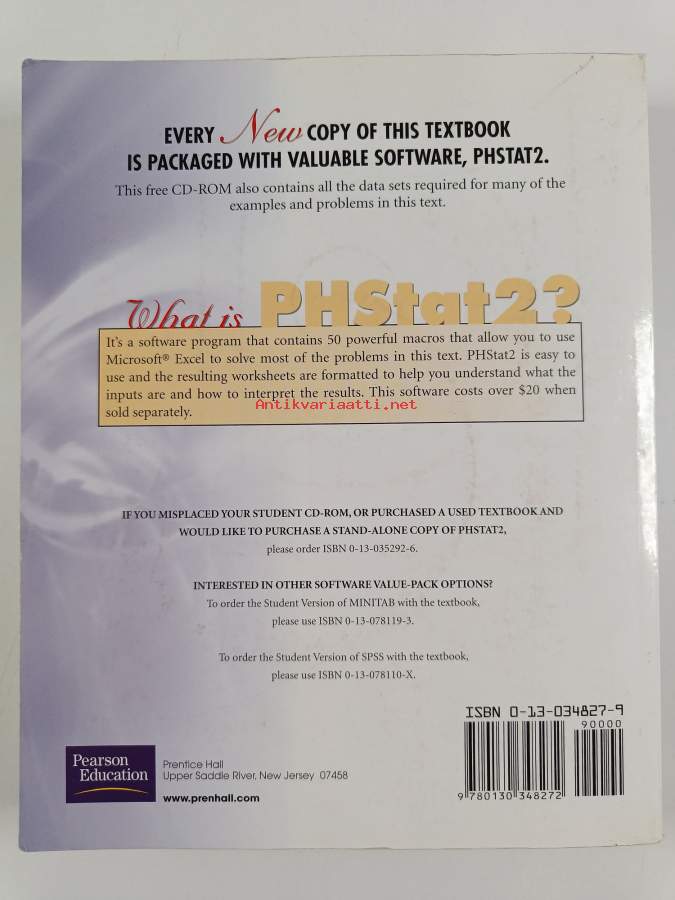 EVERY New COPY OF THIS TEXTBOOK
IS PACKAGED WITH VALUABLE SOFTWARE, PHSTAT2.
This free CD-ROM also contains all the data sets required for many of the
examples and problems in this text.
What is PHStat2?
It's a software program that contains 50 powerful macros that allow you to use
Microsoft® Excel to solve most of the problems in this text. PHStat2 is easy to
use and the resulting worksheets are formatted to help you understand what the
inputs are and how to interpret the results. This software costs over $20 when
sold separately.
Antikvariaatti.net
IF YOU MISPLACED YOUR STUDENT CD-ROM, OR PURCHASED A USED TEXTBOOK AND
WOULD LIKE TO PURCHASE A STAND-ALONE COPY OF PHSTAT2,
please order ISBN 0-13-035292-6.
INTERESTED IN OTHER SOFTWARE VALUE-PACK OPTIONS?
To order the Student Version of MINITAB with the textbook,
please use ISBN 0-13-078119-3.
To order the Student Version of SPSS with the textbook,
please use ISBN 0-13-078110-X.
ISBN 0-13-034827-9
90000
9 780130 348272
Pearson
Education
Prentice Hall
Upper Saddle River, New Jersey 07458
www.prenhall.com